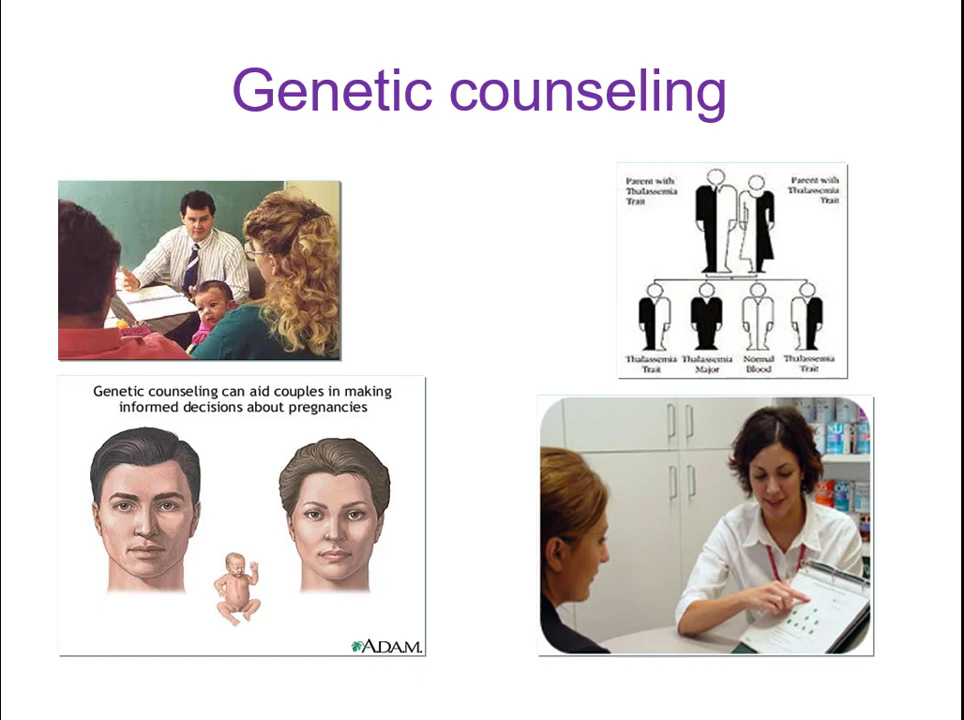 Genetic counseling
Parent with
Thalassemia
Trait
Parent with
Thalassemia
Trait
Thalassemia
Trait
Thalassemia
Major
Normal
Blood
Thalassemia
Trait
Genetic counseling can aid couples in making
informed decisions about pregnancies
ADAM.